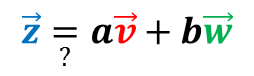 z⃗ = av⃗ + bw⃗
?